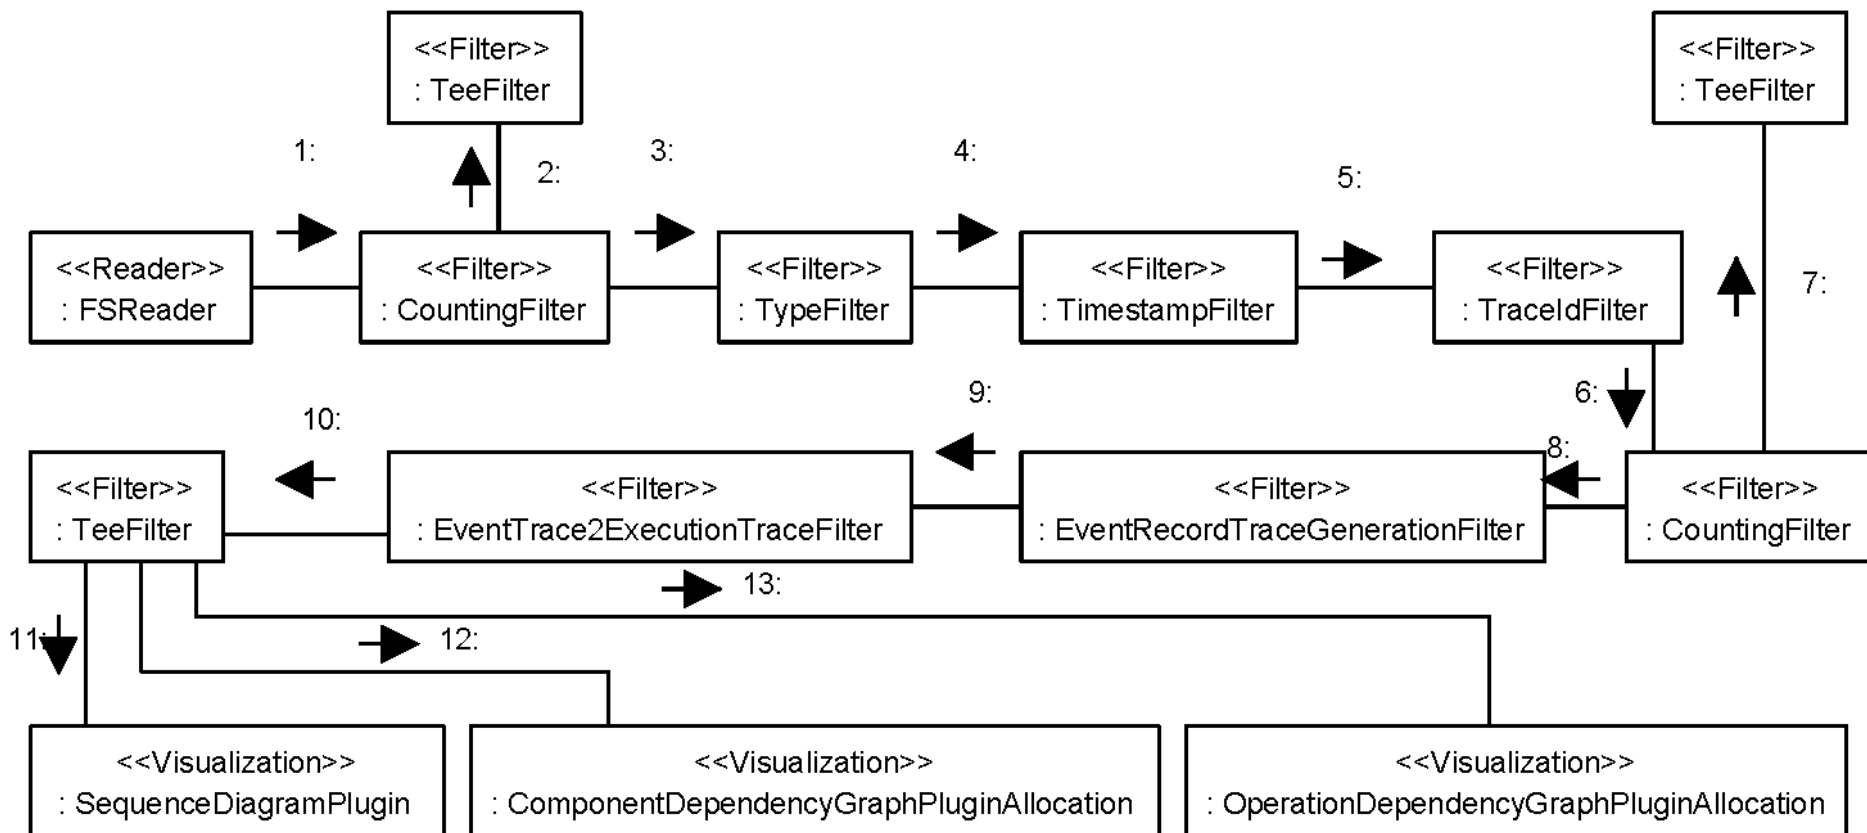 <<Filter>>
: TeeFilter
<<Filter>>
: TeeFilter
1:
2:
3:
4:
5:
<<Reader>>
: FSReader
<<Filter>>
: CountingFilter
<<Filter>>
: TypeFilter
<<Filter>>
: TimestampFilter
<<Filter>>
: TraceIdFilter
7:
6:
10:
9:
8:
<<Filter>>
: TeeFilter
<<Filter>>
: EventTrace2ExecutionTraceFilter
<<Filter>>
: EventRecordTraceGenerationFilter
<<Filter>>
: CountingFilter
13:
11:
12:
<<Visualization>>
: SequenceDiagramPlugin
<<Visualization>>
: ComponentDependencyGraphPluginAllocation
<<Visualization>>
: OperationDependencyGraphPluginAllocation